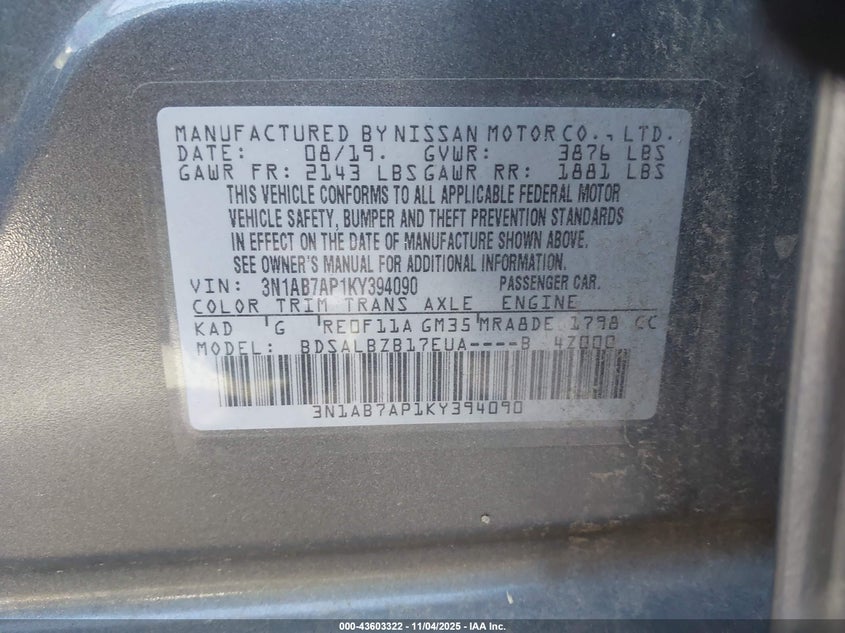 MANUFACTURED BY NISSAN MOTOR CO., LTD.
DATE: 08/19. GVWR: 3876 LBS
GAWR FR: 2143 LBS GAWR RR: 1881 LBS
THIS VEHICLE CONFORMS TO ALL APPLICABLE FEDERAL MOTOR
VEHICLE SAFETY, BUMPER AND THEFT PREVENTION STANDARDS
IN EFFECT ON THE DATE OF MANUFACTURE SHOWN ABOVE.
SEE OWNER'S MANUAL FOR ADDITIONAL INFORMATION.
VIN: 3N1AB7AP1KY394090 PASSENGER CAR.
COLOR TRIM TRANS AXLE ENGINE
KAD G RE0F11A GM35 MRA8DE 1798 CC
MODEL: BDSALBZB17EUA----B 4Z000
3N1AB7AP1KY394090
000-43603322 | 11/04/2025 - IAA Inc.